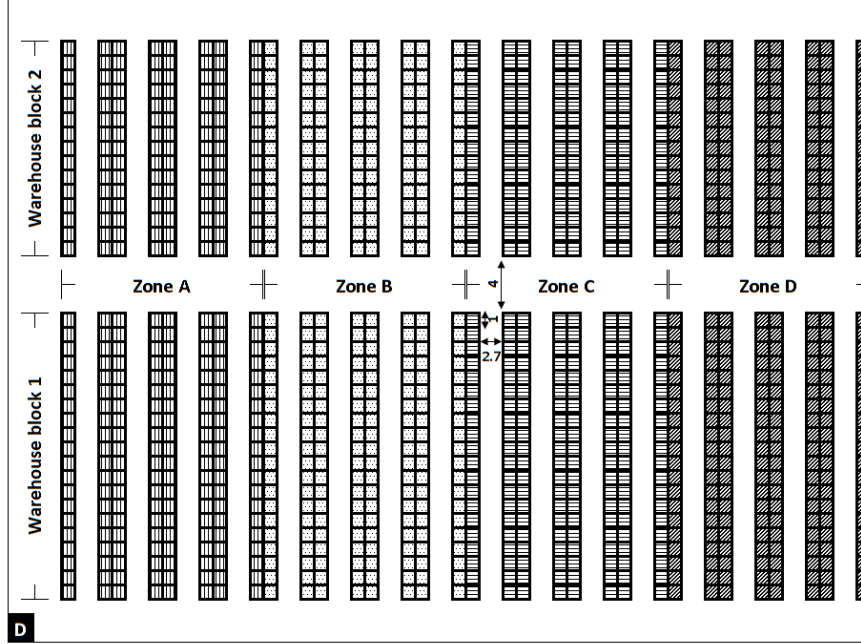 Warehouse block 2
Zone A
Zone B
Zone C
Zone D
4
1
2.7
Warehouse block 1
D